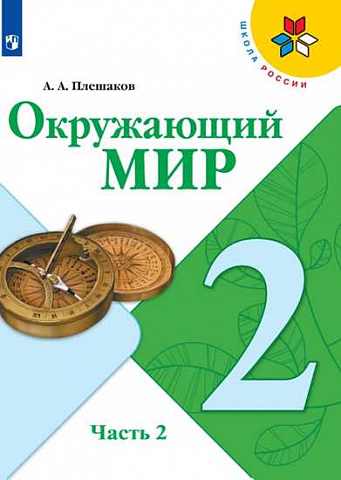 ШКОЛА РОССИИ
А. А. Плешаков
Окружающий
МИР
2
Часть 2